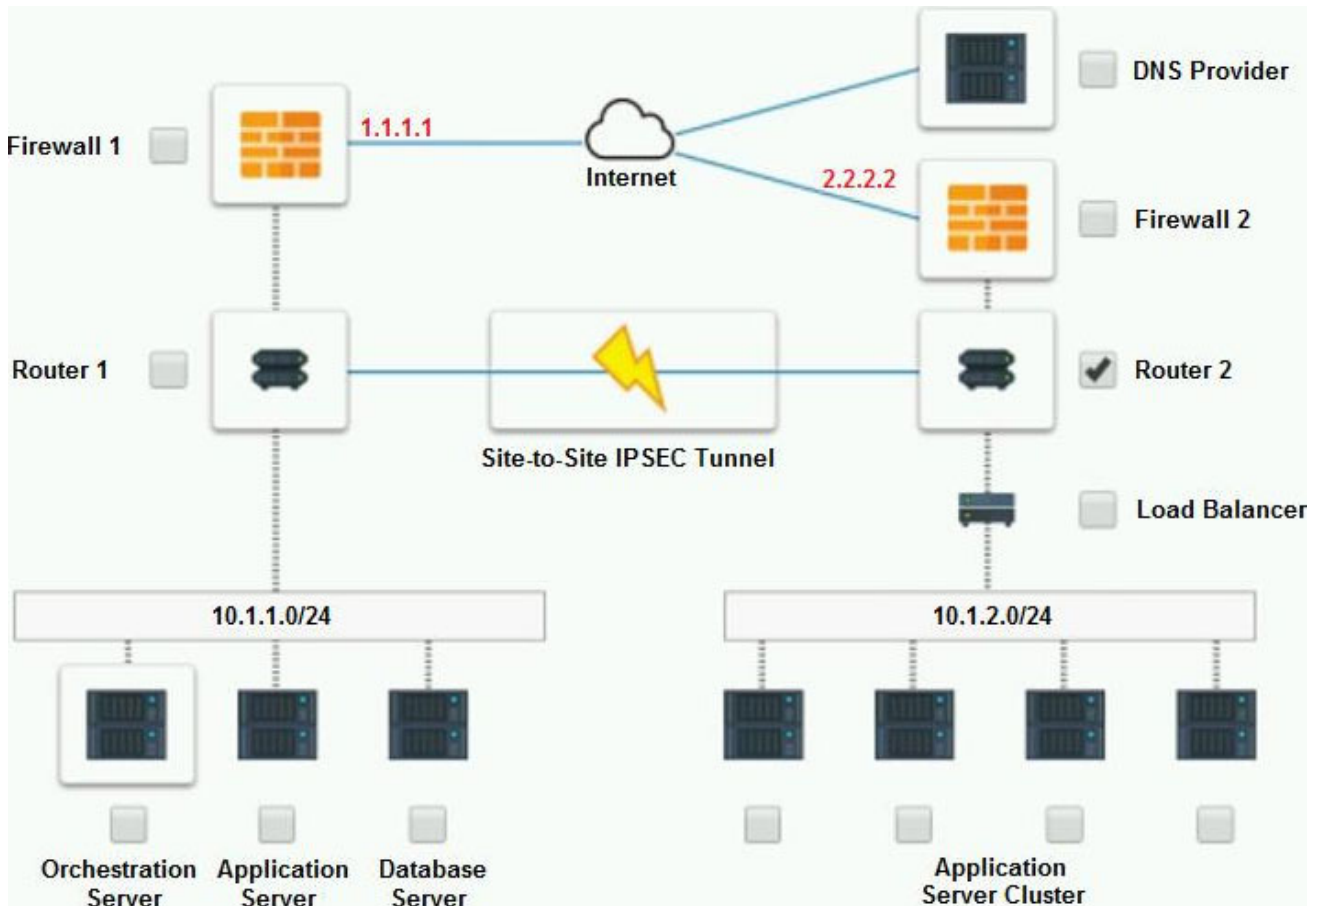 DNS Provider
Firewall 1
1.1.1.1
Internet
2.2.2.2
Firewall 2
Router 1
Router 2
Site-to-Site IPSEC Tunnel
Load Balancer
10.1.1.0/24
10.1.2.0/24
Orchestration
Server
Application
Server
Database
Server
Application
Server Cluster